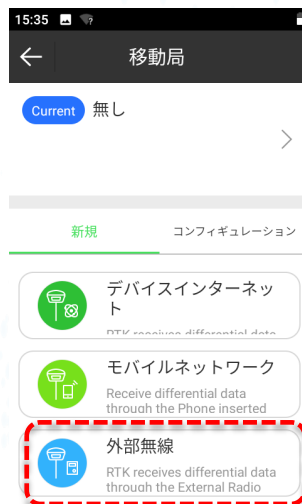 15:35
移動局
Current 無し
新規 コンフィギュレーション
デバイスインターネッ
ト
RTK receives differential data
モバイルネットワーク
Receive differential data
through the Phone inserted
外部無線
RTK receives differential data
through the External Radio